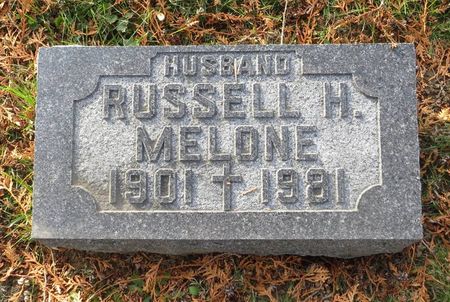 HUSBAND
RUSSELL H.
MELONE
1901 † 1981